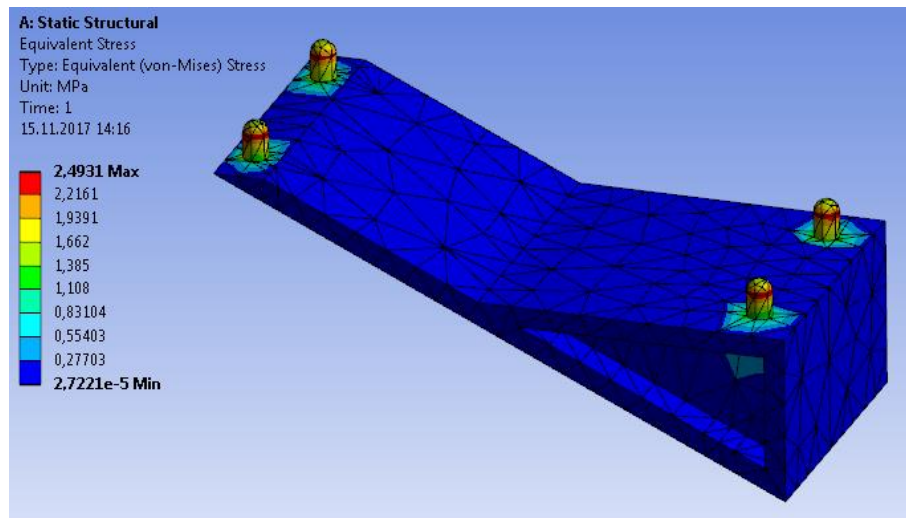 A: Static Structural
Equivalent Stress
Type: Equivalent (von-Mises) Stress
Unit: MPa
Time: 1
15.11.2017 14:16
2,4931 Max
2,2161
1,9391
1,662
1,385
1,108
0,83104
0,55403
0,27703
2,7221e-5 Min